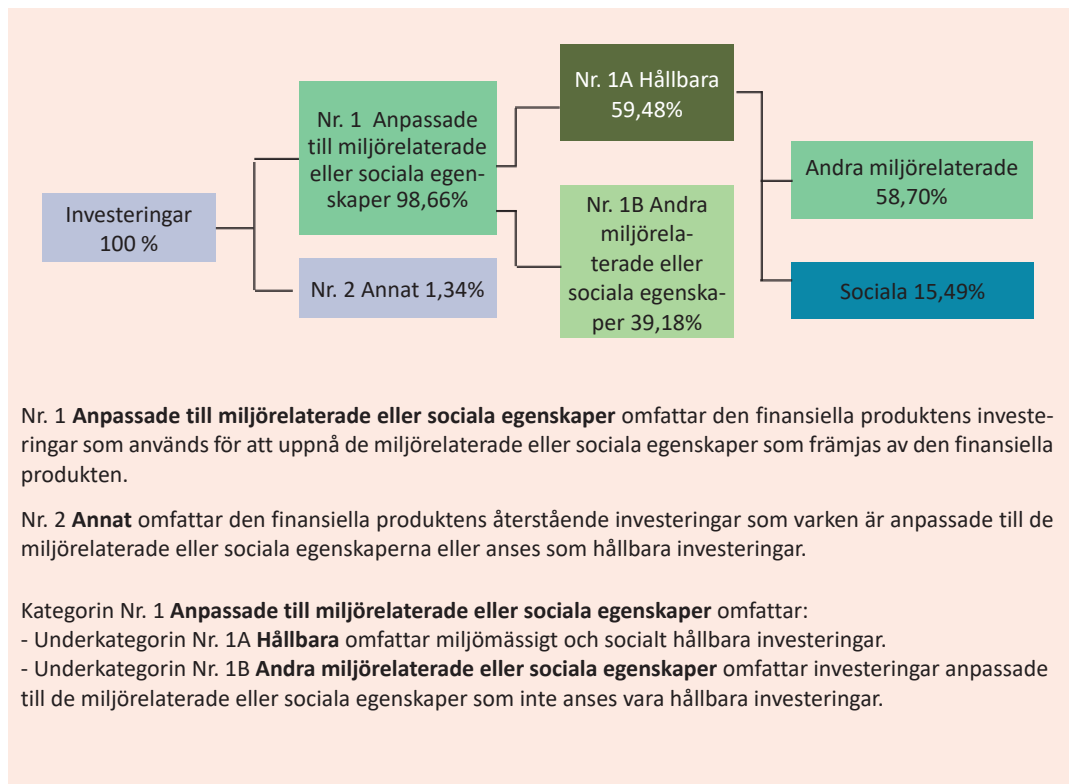 Investeringar
100 %
Nr. 1 Anpassade
till miljörelaterade
eller sociala egen-
skaper 98,66%
Nr. 2 Annat 1,34%
Nr. 1A Hållbara
59,48%
Nr. 1B Andra
miljörela-
terade eller
sociala egenska-
per 39,18%
Andra miljörelaterade
58,70%
Sociala 15,49%
Nr. 1 Anpassade till miljörelaterade eller sociala egenskaper omfattar den finansiella produktens investe-
ringar som används för att uppnå de miljörelaterade eller sociala egenskaper som främjas av den finansiella
produkten.
Nr. 2 Annat omfattar den finansiella produktens återstående investeringar som varken är anpassade till de
miljörelaterade eller sociala egenskaperna eller anses som hållbara investeringar.
Kategorin Nr. 1 Anpassade till miljörelaterade eller sociala egenskaper omfattar:
- Underkategorin Nr. 1A Hållbara omfattar miljömässigt och socialt hållbara investeringar.
- Underkategorin Nr. 1B Andra miljörelaterade eller sociala egenskaper omfattar investeringar anpassade
till de miljörelaterade eller sociala egenskaper som inte anses vara hållbara investeringar.